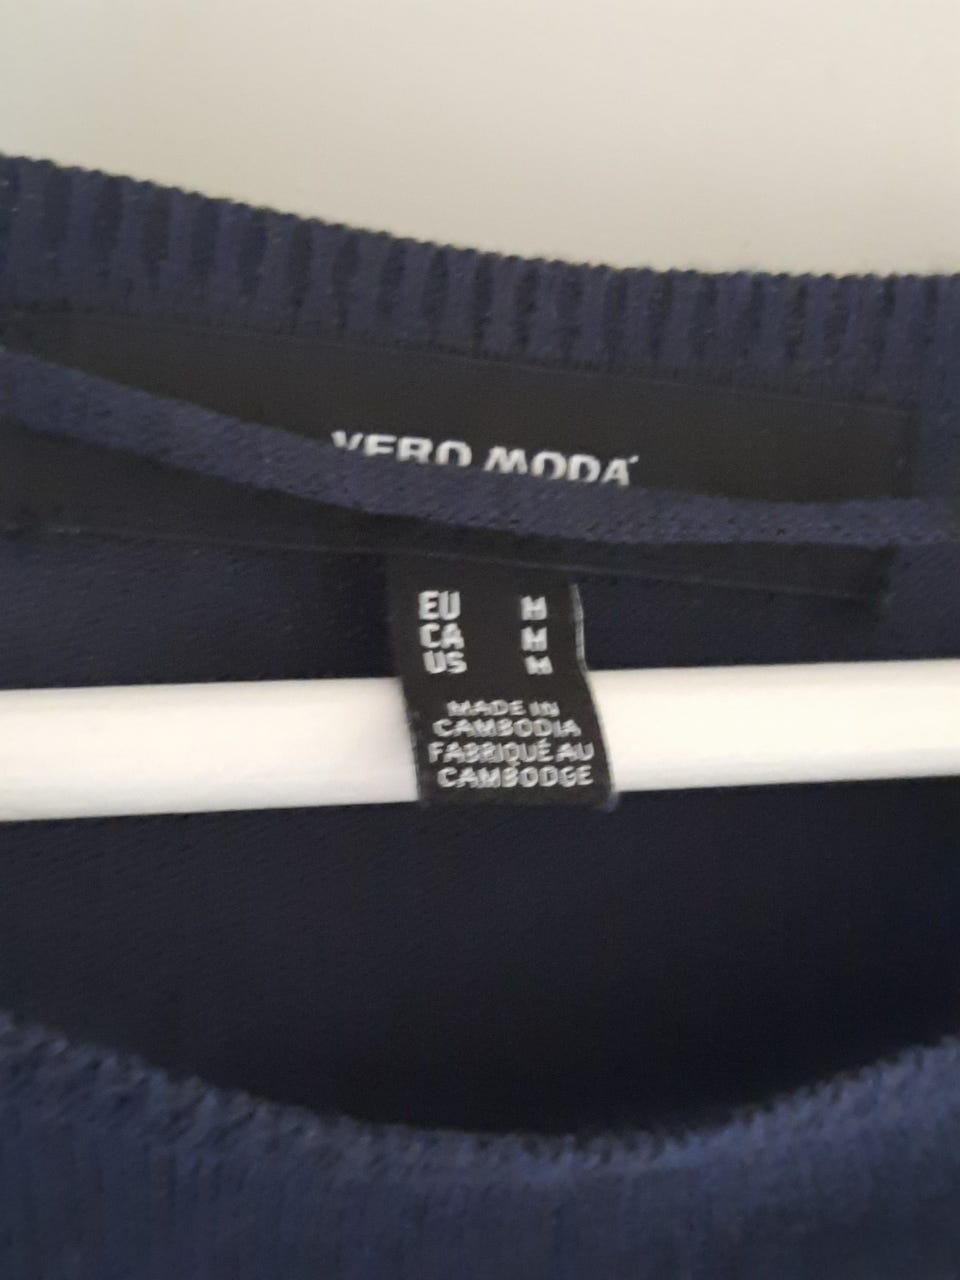 VERO MODA
EU M
CA M
US M
MADE IN
CAMBODIA
FABRIQUÉ AU
CAMBODGE